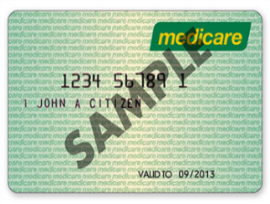 medicare
1234 56789 1
1 JOHN A CITIZEN
SAMPLE
VALID TO 09/2013